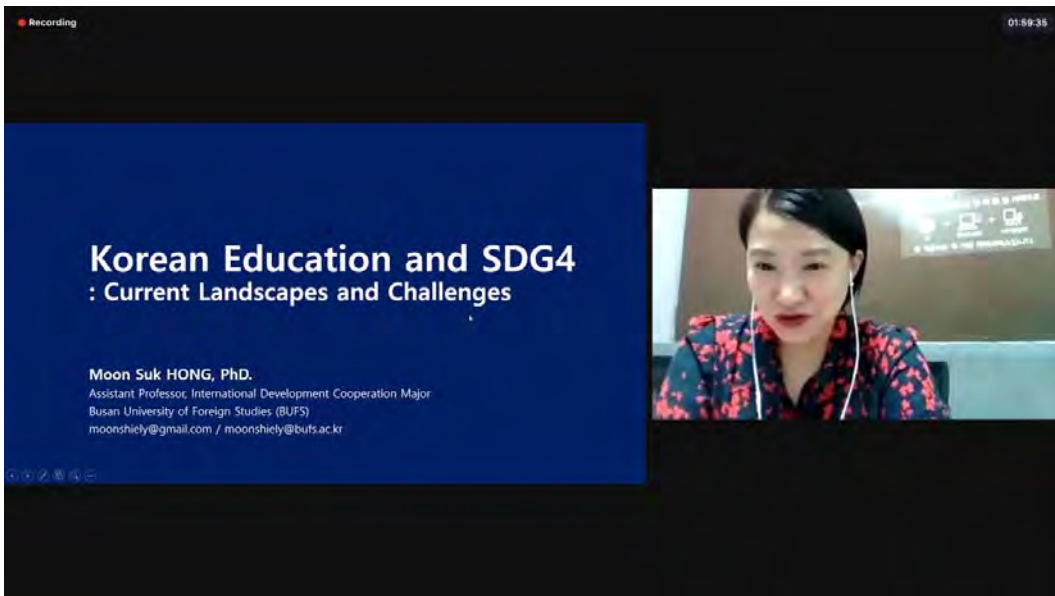 Recording
01:59:35
Korean Education and SDG4
: Current Landscapes and Challenges
Moon Suk HONG, PhD.
Assistant Professor, International Development Cooperation Major
Busan University of Foreign Studies (BUFS)
moonshiely@gmail.com / moonshiely@bufs.ac.kr